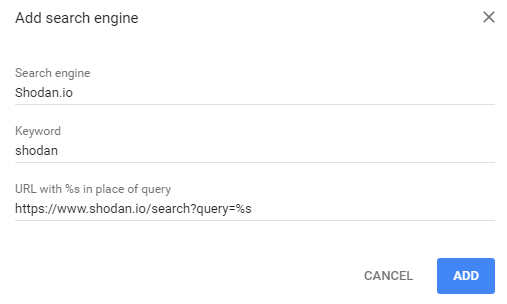 Add search engine
Search engine
Shodan.io
Keyword
shodan
URL with %s in place of query
https://www.shodan.io/search?query=%s
CANCEL
ADD